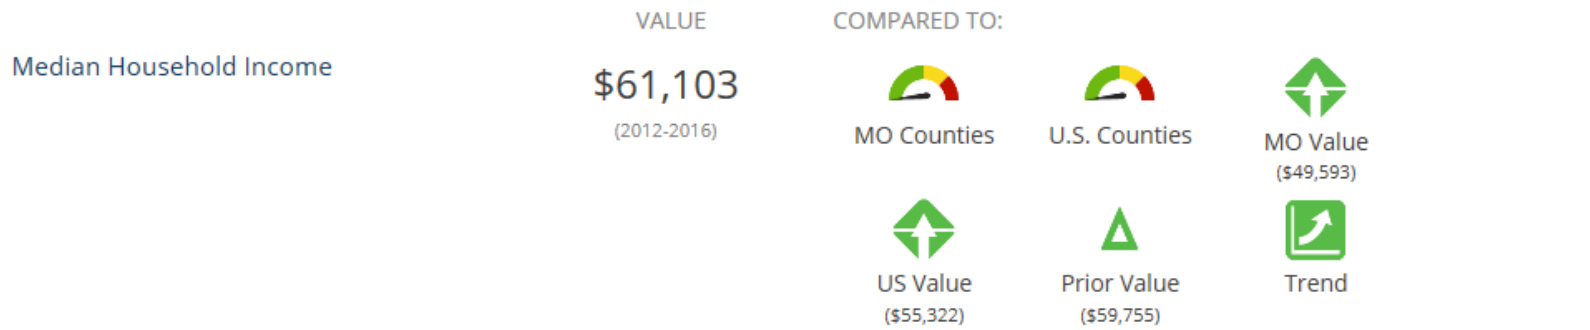 VALUE COMPARED TO:
Median Household Income
$61,103
(2012-2016)
MO Counties
U.S. Counties
MO Value
($49,593)
US Value
($55,322)
Prior Value
($59,755)
Trend